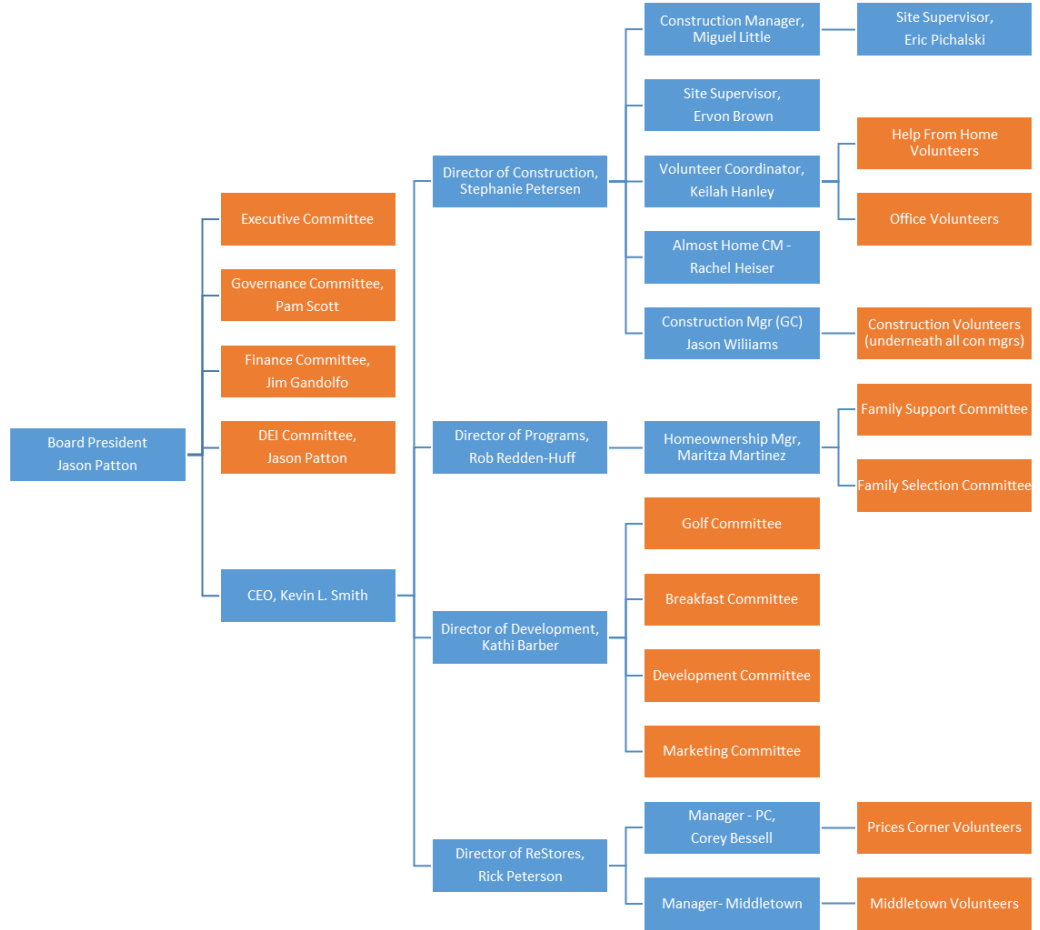 Board President
Jason Patton
Executive Committee
Governance Committee,
Pam Scott
Finance Committee,
Jim Gandolfo
DEI Committee,
Jason Patton
CEO, Kevin L. Smith
Director of Construction,
Stephanie Petersen
Construction Manager,
Miguel Little
Site Supervisor,
Eric Pichalski
Site Supervisor,
Ervon Brown
Volunteer Coordinator,
Keilah Hanley
Help From Home
Volunteers
Office Volunteers
Almost Home CM -
Rachel Heiser
Construction Mgr (GC)
Jason Wiliiams
Construction Volunteers
(underneath all con mgrs)
Director of Programs,
Rob Redden-Huff
Homeownership Mgr,
Maritza Martinez
Family Support Committee
Family Selection Committee
Director of Development,
Kathi Barber
Golf Committee
Breakfast Committee
Development Committee
Marketing Committee
Director of ReStores,
Rick Peterson
Manager - PC,
Corey Bessell
Prices Corner Volunteers
Manager- Middletown
Middletown Volunteers